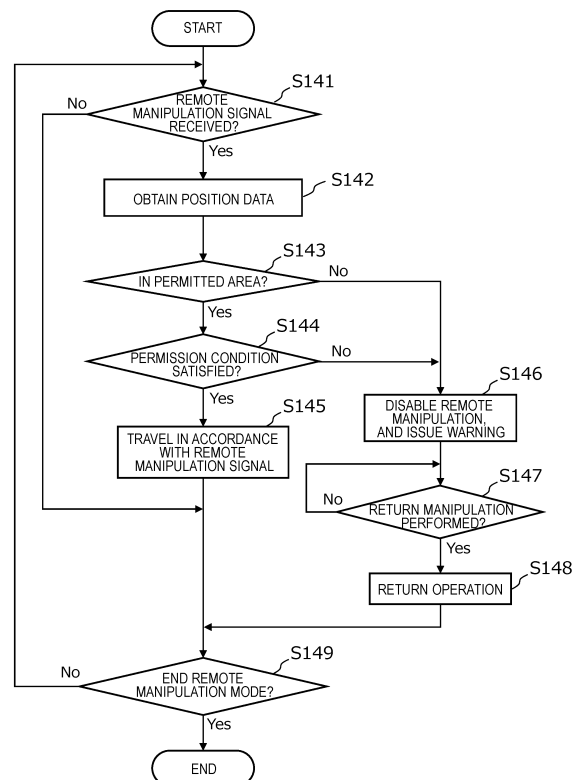 START
S141
No
REMOTE
MANIPULATION SIGNAL
RECEIVED?
Yes
S142
OBTAIN POSITION DATA
S143
IN PERMITTED AREA?
No
Yes
S144
PERMISSION CONDITION
SATISFIED?
No
Yes
S145
TRAVEL IN ACCORDANCE
WITH REMOTE
MANIPULATION SIGNAL
S146
DISABLE REMOTE
MANIPULATION,
AND ISSUE WARNING
S147
No
RETURN MANIPULATION
PERFORMED?
Yes
S148
RETURN OPERATION
S149
No
END REMOTE
MANIPULATION MODE?
Yes
END